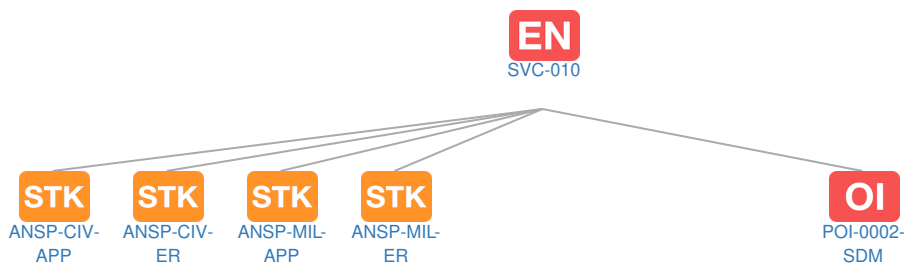 EN
SVC-010
STK STK STK STK OI
ANSP-CIV- ANSP-CIV- ANSP-MIL- ANSP-MIL- POI-0002-
APP ER APP ER SDM